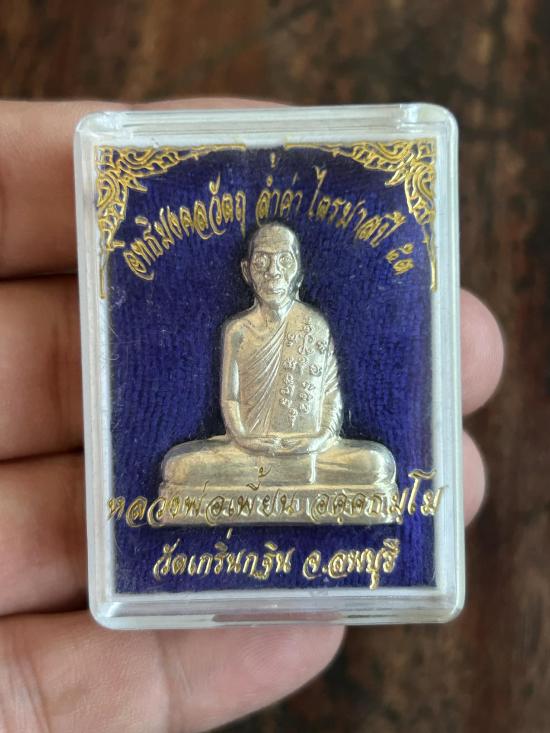 อิทธิมงคลวัตถุ ล้ำค่า ไตรมาสปี ๖๓
หลวงพ่อเพี้ยน อคฺคธมฺโม
วัดเกริ่นกฐิน จ.ลพบุรี